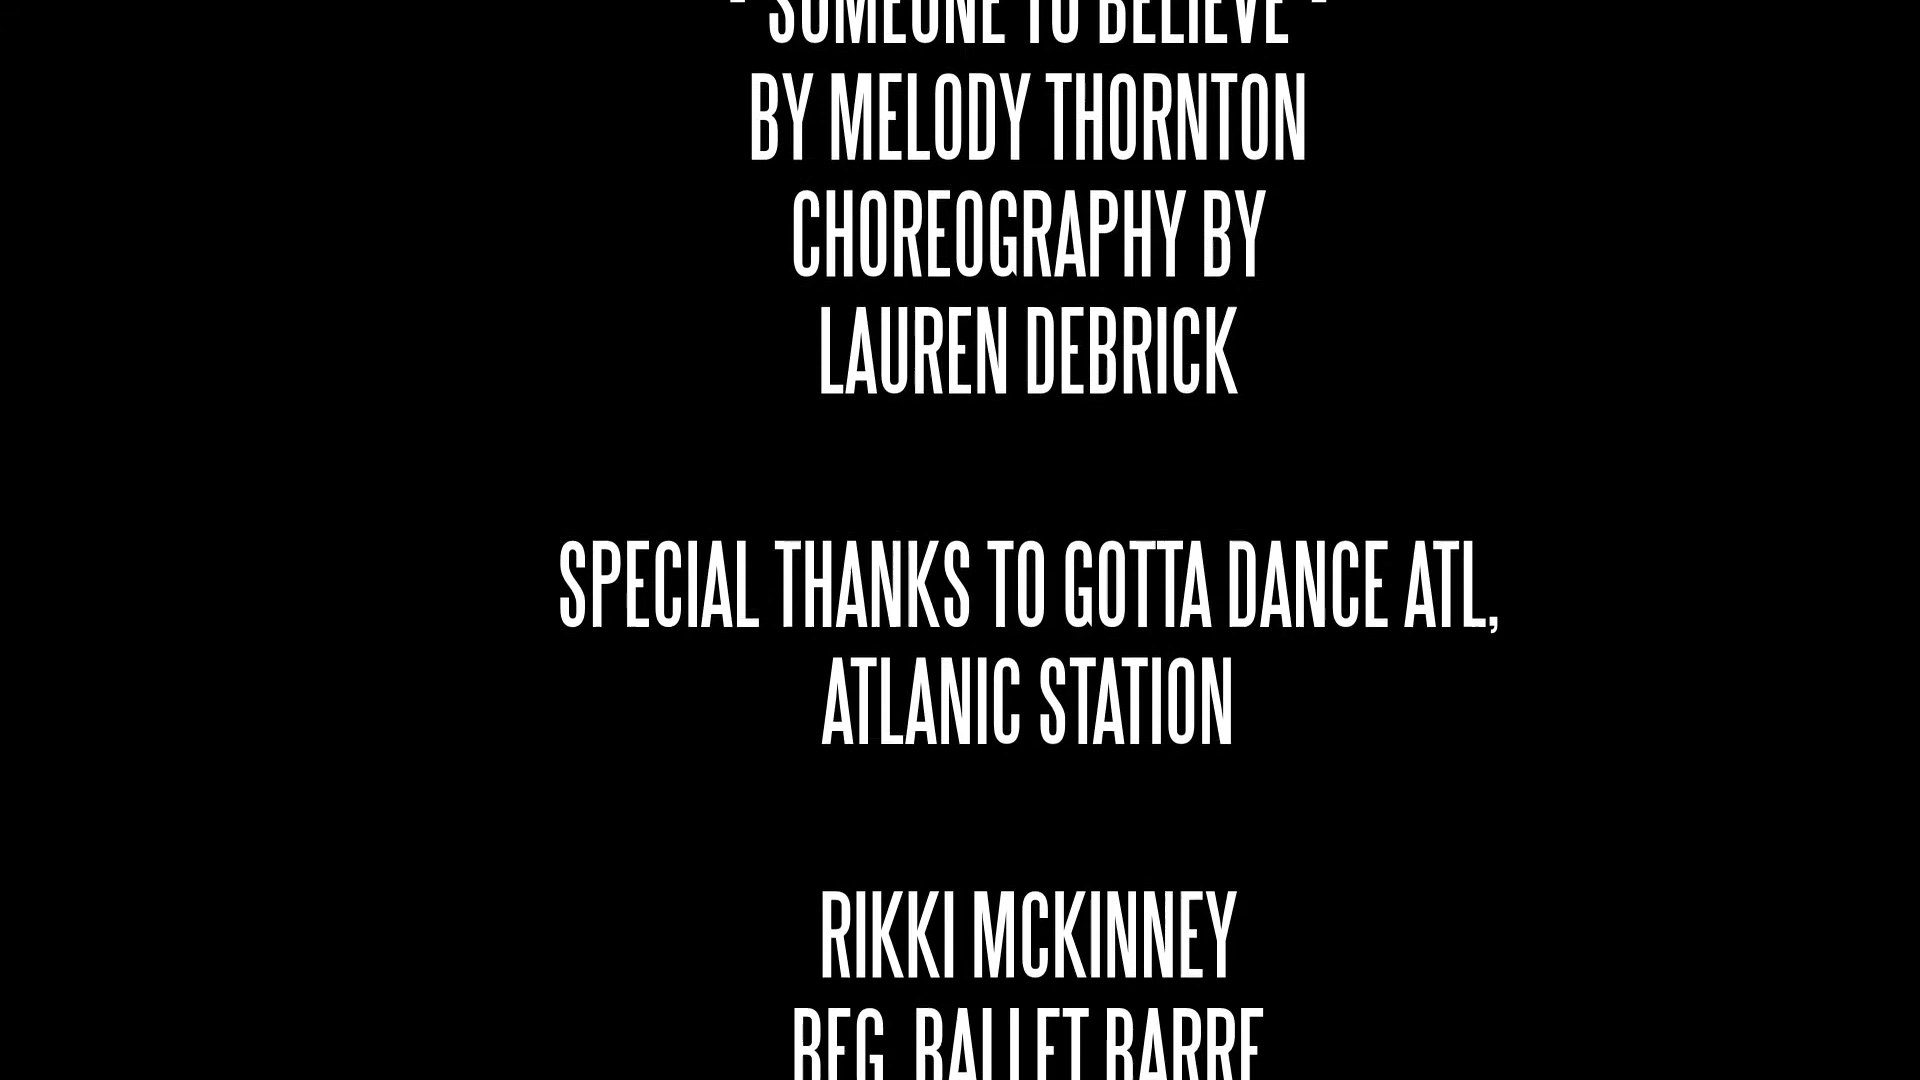 " SOMEONE TO BELIEVE "
BY MELODY THORNTON
CHOREOGRAPHY BY
LAUREN DEBRICK
SPECIAL THANKS TO GOTTA DANCE ATL,
ATLANIC STATION
RIKKI MCKINNEY
BEG. BALLET BARRE